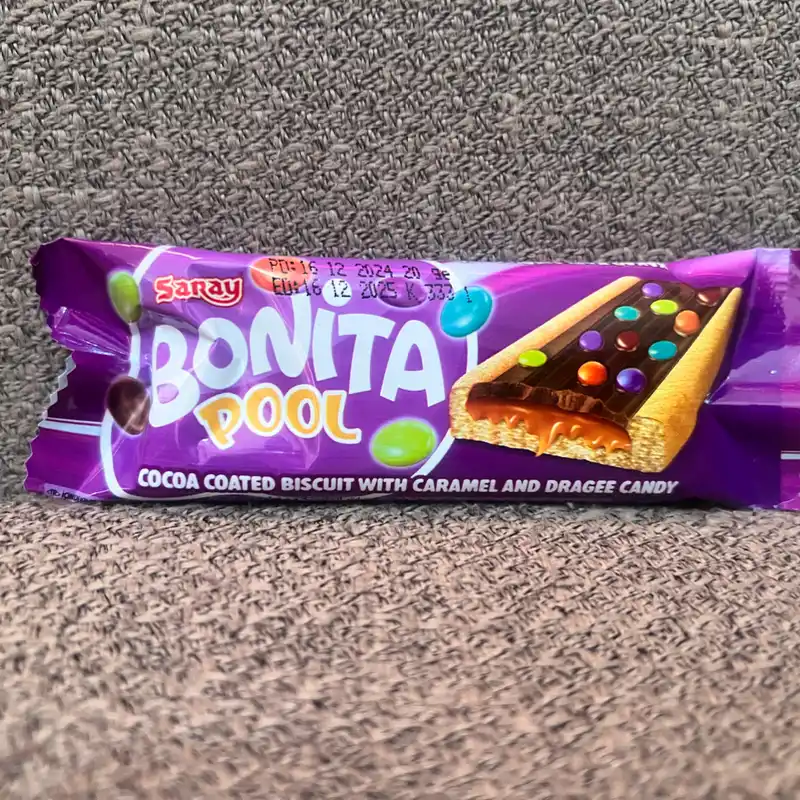 Saray
PD:16 12 2024 20 ge
ED:16 12 2025 K 333 1
BONITA
POOL
COCOA COATED BISCUIT WITH CARAMEL AND DRAGEE CANDY